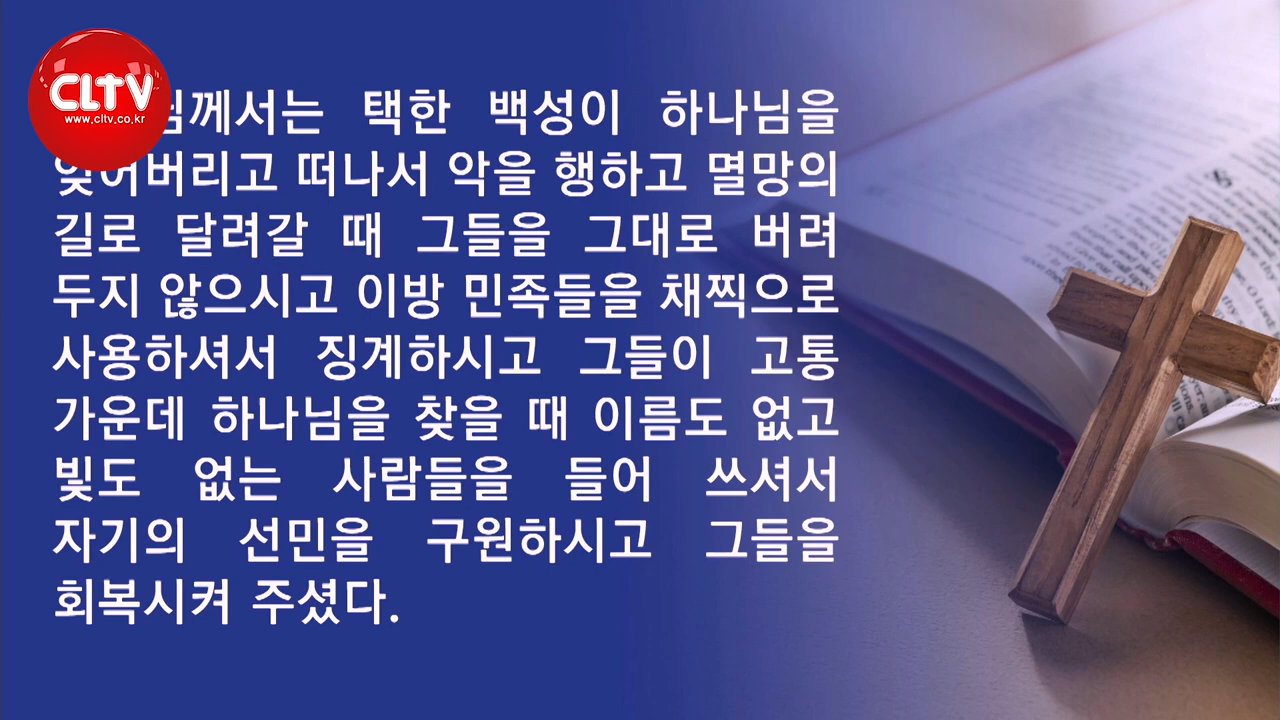 CLTV
www.cltv.co.kr
님께서는 택한 백성이 하나님을
잊어버리고 떠나서 악을 행하고 멸망의
길로 달려갈 때 그들을 그대로 버려
두지 않으시고 이방 민족들을 채찍으로
사용하셔서 징계하시고 그들이 고통
가운데 하나님을 찾을 때 이름도 없고
빛도 없는 사람들을 들어 쓰셔서
자기의 선민을 구원하시고 그들을
회복시켜 주셨다.